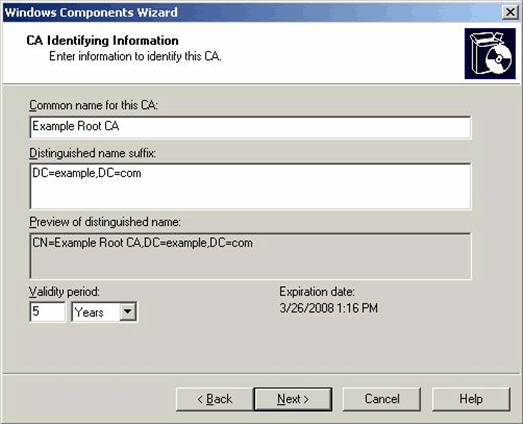 Windows Components Wizard
CA Identifying Information
Enter information to identify this CA.
Common name for this CA:
Example Root CA
Distinguished name suffix:
DC=example,DC=com
Preview of distinguished name:
CN=Example Root CA,DC=example,DC=com
Validity period:
5 Years
Expiration date:
3/26/2008 1:16 PM
< Back Next > Cancel Help